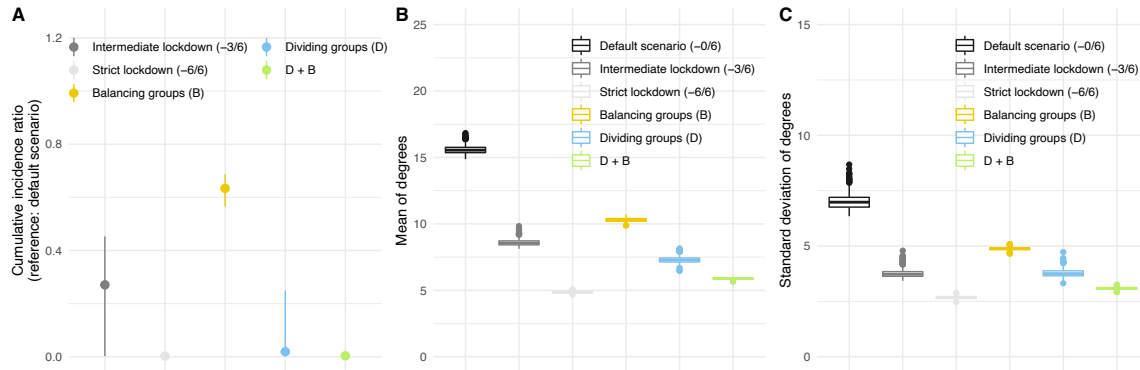 A
Cumulative incidence ratio
(reference: default scenario)
1.2
0.8
0.4
0.0
Intermediate lockdown (−3/6)
Strict lockdown (−6/6)
Balancing groups (B)
Dividing groups (D)
D + B
B
Mean of degrees
25
20
15
10
5
0
Default scenario (−0/6)
Intermediate lockdown (−3/6)
Strict lockdown (−6/6)
Balancing groups (B)
Dividing groups (D)
D + B
C
Standard deviation of degrees
15
10
5
0
Default scenario (−0/6)
Intermediate lockdown (−3/6)
Strict lockdown (−6/6)
Balancing groups (B)
Dividing groups (D)
D + B